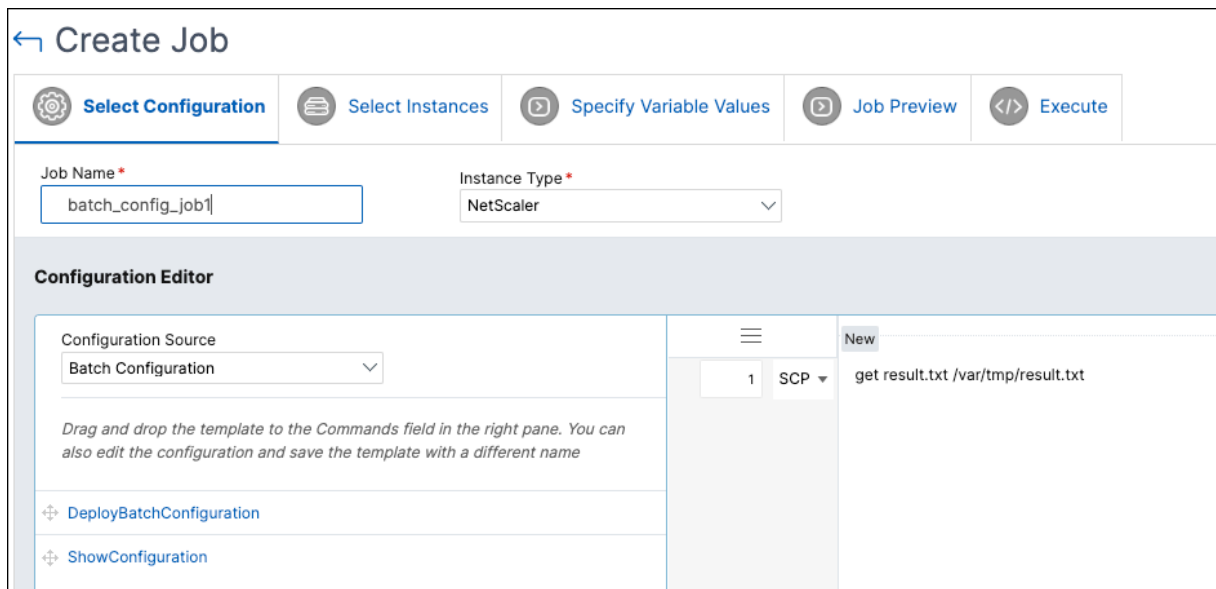 Create Job
Select Configuration
Select Instances
Specify Variable Values
Job Preview
</> Execute
Job Name*
batch_config_job1
Instance Type*
NetScaler
Configuration Editor
Configuration Source
Batch Configuration
Drag and drop the template to the Commands field in the right pane. You can
also edit the configuration and save the template with a different name
DeployBatchConfiguration
ShowConfiguration
New
1 SCP get result.txt /var/tmp/result.txt